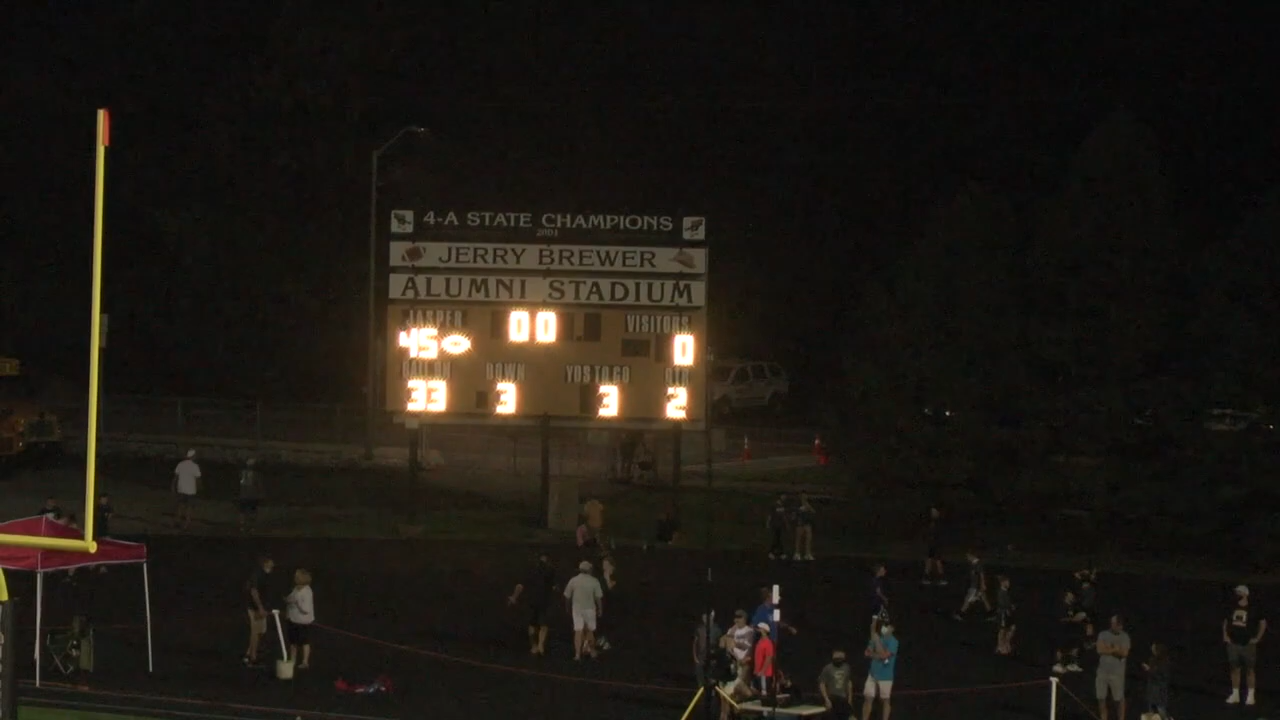 4-A STATE CHAMPIONS
2001
JERRY BREWER
ALUMNI STADIUM
JASPER 00 VISITORS
45 0
BALL ON DOWN YDS TO GO QTR
33 3 3 2